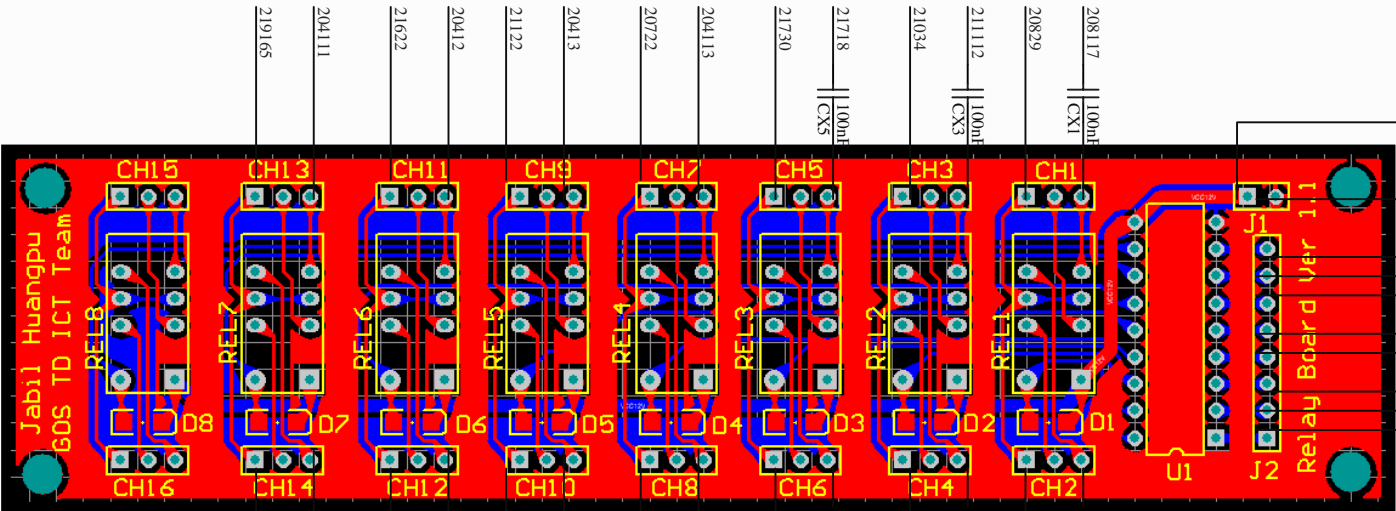 219165
204111
21622
20412
21122
20413
20722
204113
21730
21718
21034
211112
20829
208117
100nF
CX5
100nF
CX3
100nF
CX1
CH15
CH13
CH11
CH9
CH7
CH5
CH3
CH1
VCC12V
J1
Jabil Huangpu
GDS TD ICT Team
REL8
REL7
REL6
REL5
REL4
REL3
REL2
REL1
Relay Board Ver 1.1
VCC12V
D8
D7
D6
D5
D4
D3
D2
D1
CH16
CH14
CH12
CH10
CH8
CH6
CH4
CH2
U1
J2